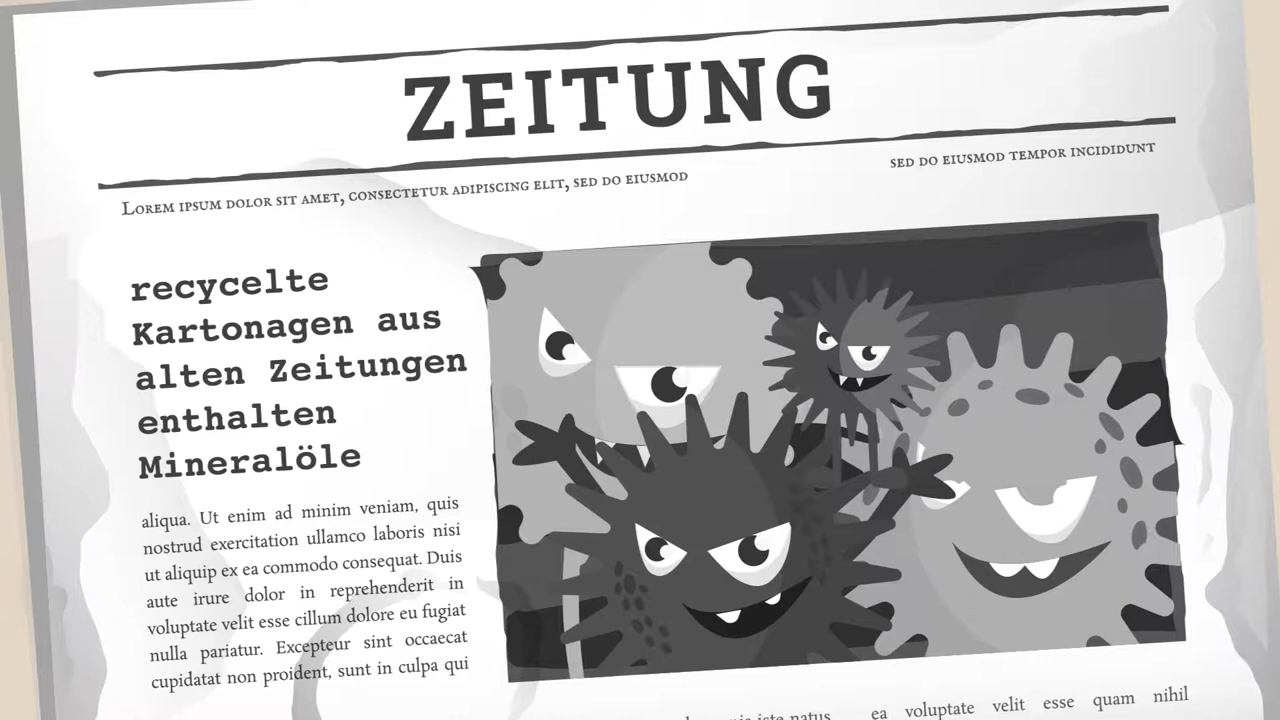 ZEITUNG
Lorem ipsum dolor sit amet, consectetur adipiscing elit, sed do eiusmod
sed do eiusmod tempor incididunt
recycelte
Kartonagen aus
alten Zeitungen
enthalten
Mineralöle
aliqua. Ut enim ad minim veniam, quis
nostrud exercitation ullamco laboris nisi
ut aliquip ex ea commodo consequat. Duis
aute irure dolor in reprehenderit in
voluptate velit esse cillum dolore eu fugiat
nulla pariatur. Excepteur sint occaecat
cupidatat non proident, sunt in culpa qui
iste natus
ea voluptate velit esse quam nihil